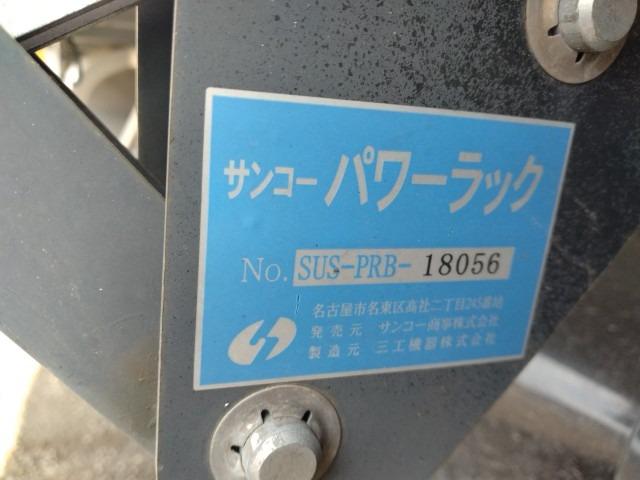 サンコー パワーラック
No. SUS-PRB- 18056
名古屋市名東区高社二丁目245番地
発売元 サンコー商事株式会社
製造元 三工機器株式会社